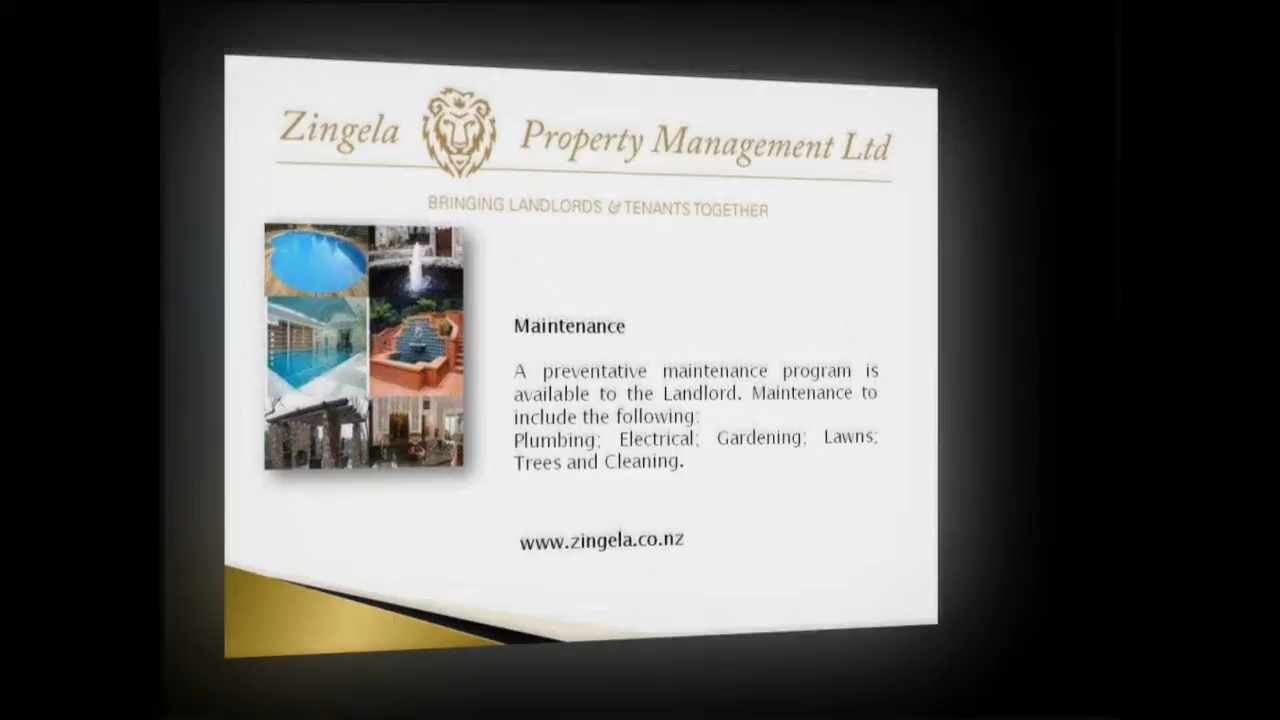 Zingela Property Management Ltd
BRINGING LANDLORDS & TENANTS TOGETHER
Maintenance
A preventative maintenance program is
available to the Landlord. Maintenance to
include the following:
Plumbing; Electrical; Gardening; Lawns;
Trees and Cleaning.
www.zingela.co.nz